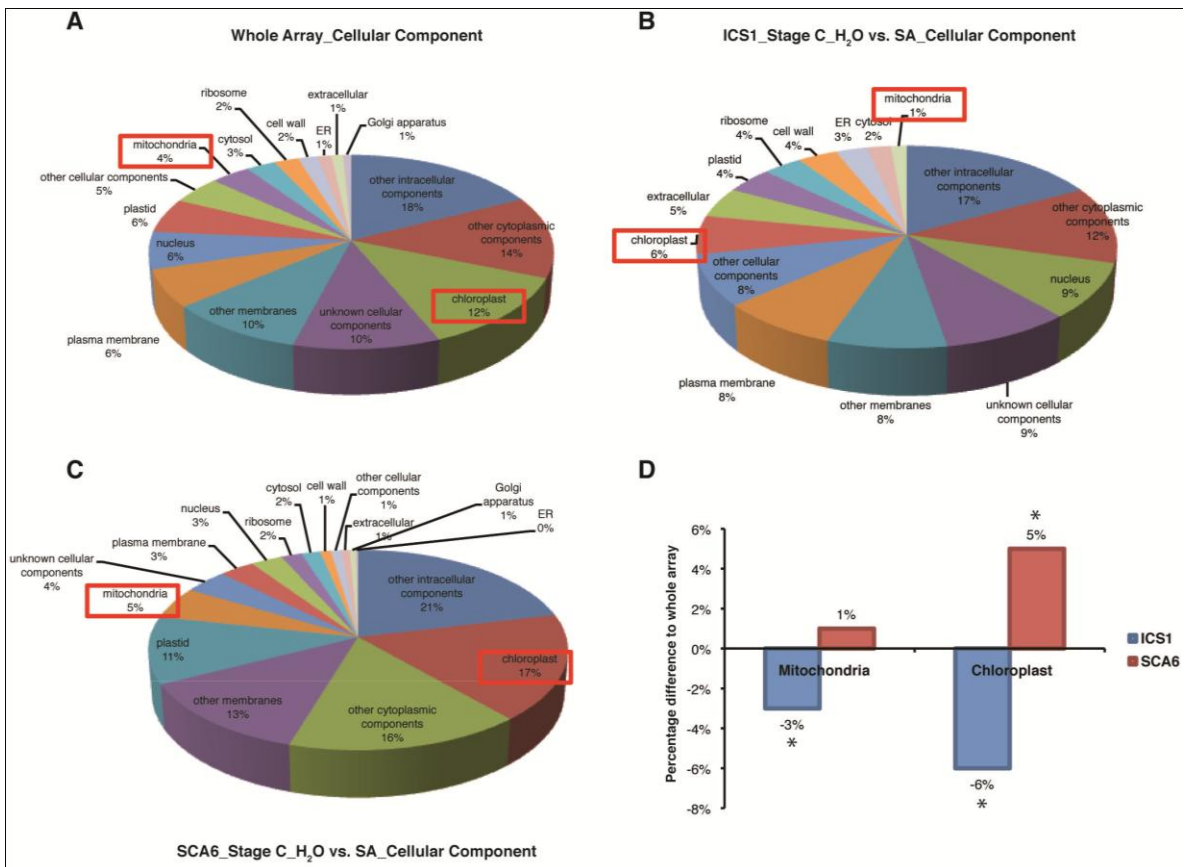 A
Whole Array_Cellular Component
ribosome
2%
extracellular
1%
Golgi apparatus
1%
cell wall
2%
ER
1%
cytosol
3%
mitochondria
4%
other cellular components
5%
plastid
6%
nucleus
6%
plasma membrane
6%
other membranes
10%
unknown cellular
components
10%
chloroplast
12%
other cytoplasmic
components
14%
other intracellular
components
18%
B
ICS1_Stage C_H₂O vs. SA_Cellular Component
mitochondria
1%
cytosol
2%
ER
3%
cell wall
4%
ribosome
4%
plastid
4%
extracellular
5%
chloroplast
6%
other cellular
components
8%
plasma membrane
8%
other membranes
8%
unknown cellular
components
9%
nucleus
9%
other cytoplasmic
components
12%
other intracellular
components
17%
C
other cellular
components
1%
Golgi
apparatus
1%
ER
0%
extracellular
1%
cell wall
1%
cytosol
2%
ribosome
2%
nucleus
3%
plasma membrane
3%
unknown cellular
components
4%
mitochondria
5%
plastid
11%
other membranes
13%
other cytoplasmic
components
16%
chloroplast
17%
other intracellular
components
21%
SCA6_Stage C_H₂O vs. SA_Cellular Component
D
Percentage difference to whole array
6%
4%
2%
0%
-2%
-4%
-6%
-8%
1%
-3%
*
Mitochondria
*
5%
-6%
*
Chloroplast
ICS1
SCA6